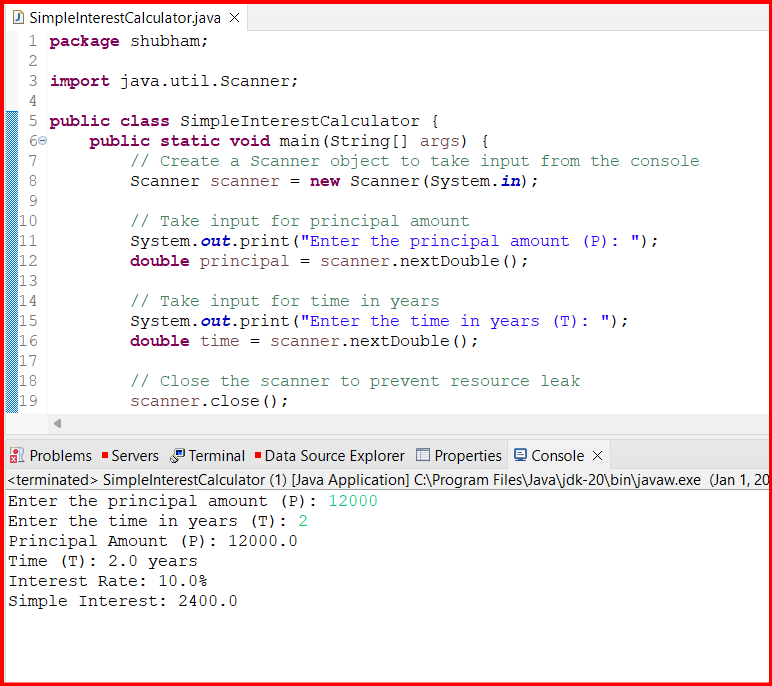 SimpleInterestCalculator.java
1 package shubham;
2
3 import java.util.Scanner;
4
5 public class SimpleInterestCalculator {
6 public static void main(String[] args) {
7 // Create a Scanner object to take input from the console
8 Scanner scanner = new Scanner(System.in);
9
10 // Take input for principal amount
11 System.out.print("Enter the principal amount (P): ");
12 double principal = scanner.nextDouble();
13
14 // Take input for time in years
15 System.out.print("Enter the time in years (T): ");
16 double time = scanner.nextDouble();
17
18 // Close the scanner to prevent resource leak
19 scanner.close();
Problems Servers Terminal Data Source Explorer Properties Console
<terminated> SimpleInterestCalculator (1) [Java Application] C:\Program Files\Java\jdk-20\bin\javaw.exe (Jan 1, 20
Enter the principal amount (P): 12000
Enter the time in years (T): 2
Principal Amount (P): 12000.0
Time (T): 2.0 years
Interest Rate: 10.0%
Simple Interest: 2400.0